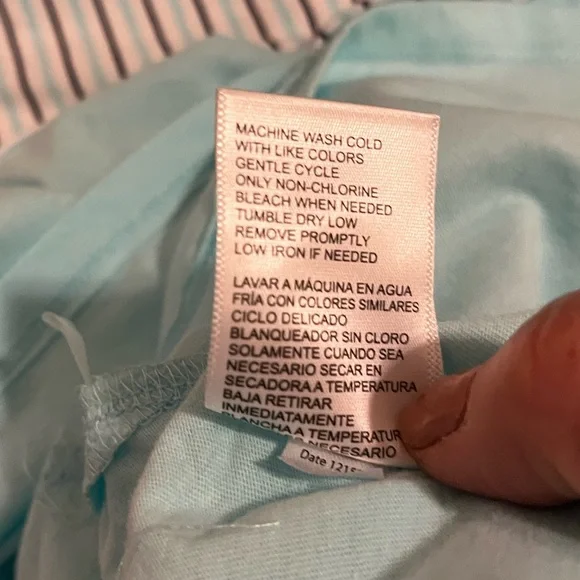 MACHINE WASH COLD
WITH LIKE COLORS
GENTLE CYCLE
ONLY NON-CHLORINE
BLEACH WHEN NEEDED
TUMBLE DRY LOW
REMOVE PROMPTLY
LOW IRON IF NEEDED
LAVAR A MÁQUINA EN AGUA
FRÍA CON COLORES SIMILARES
CICLO DELICADO
BLANQUEADOR SIN CLORO
SOLAMENTE CUANDO SEA
NECESARIO SECAR EN
SECADORA A TEMPERATURA
BAJA RETIRAR
INMEDIATAMENTE
PLANCHA A TEMPERATUR
NECESARIO
Date